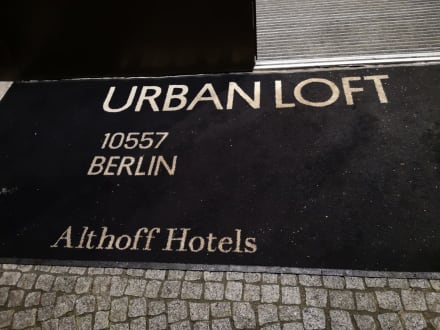 URBAN LOFT
10557
BERLIN
Althoff Hotels